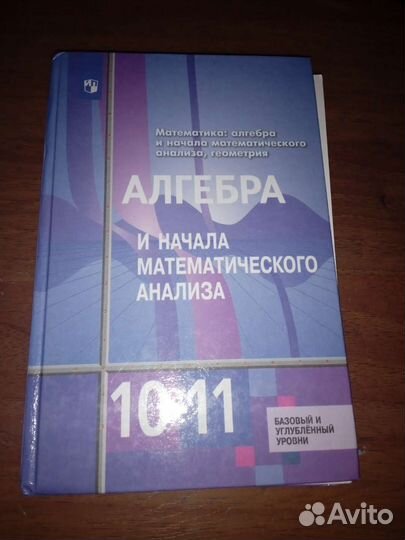 Математика: алгебра
и начала математического
анализа, геометрия
АЛГЕБРА
И НАЧАЛА
МАТЕМАТИЧЕСКОГО
АНАЛИЗА
10-11
БАЗОВЫЙ И
УГЛУБЛЁННЫЙ
УРОВНИ
Avito